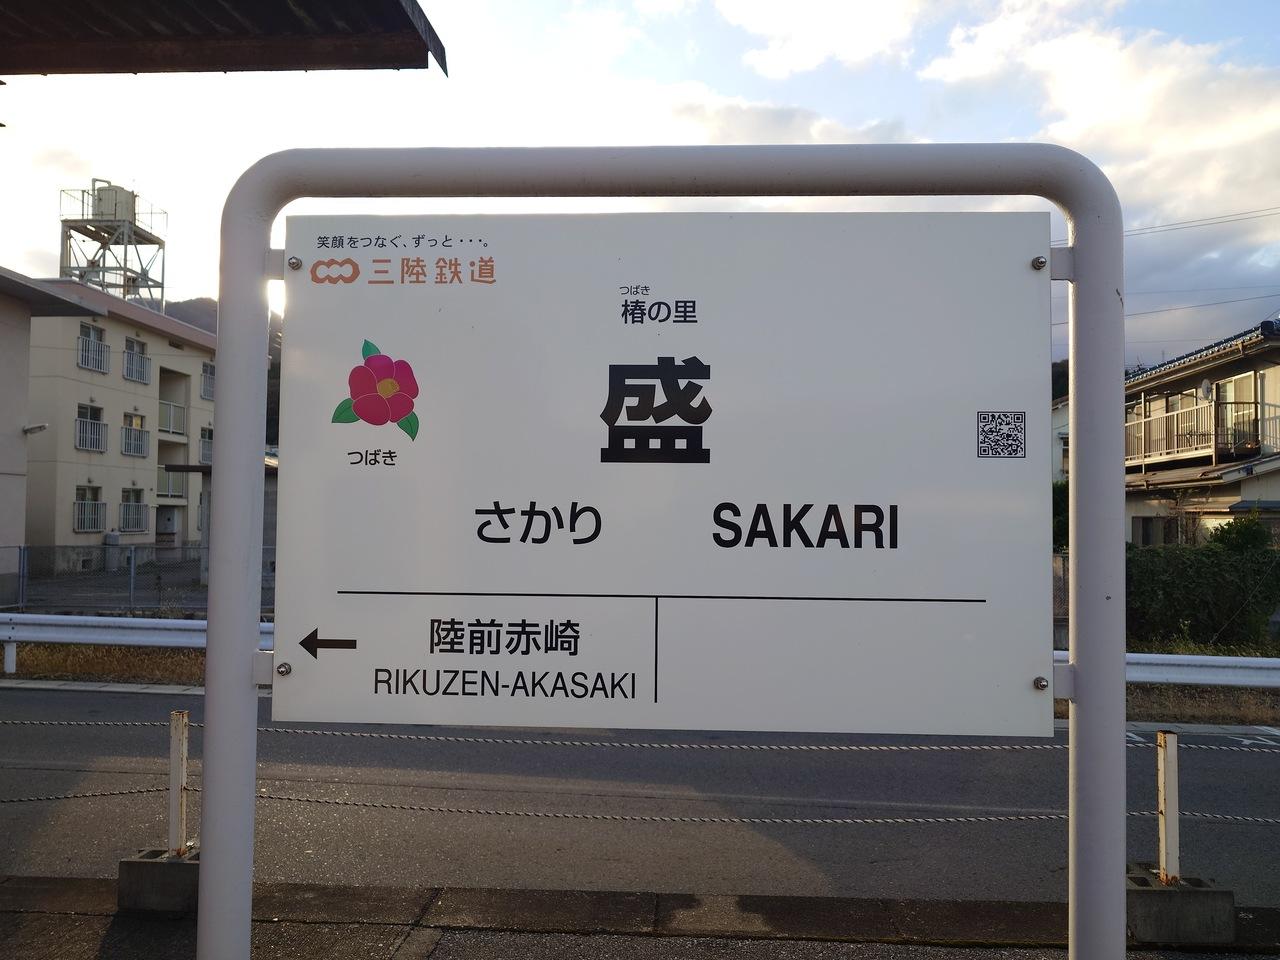 笑顔をつなぐ、ずっと・・・。
三陸鉄道
つばき
椿の里
盛
つばき
さかり SAKARI
陸前赤崎
RIKUZEN-AKASAKI